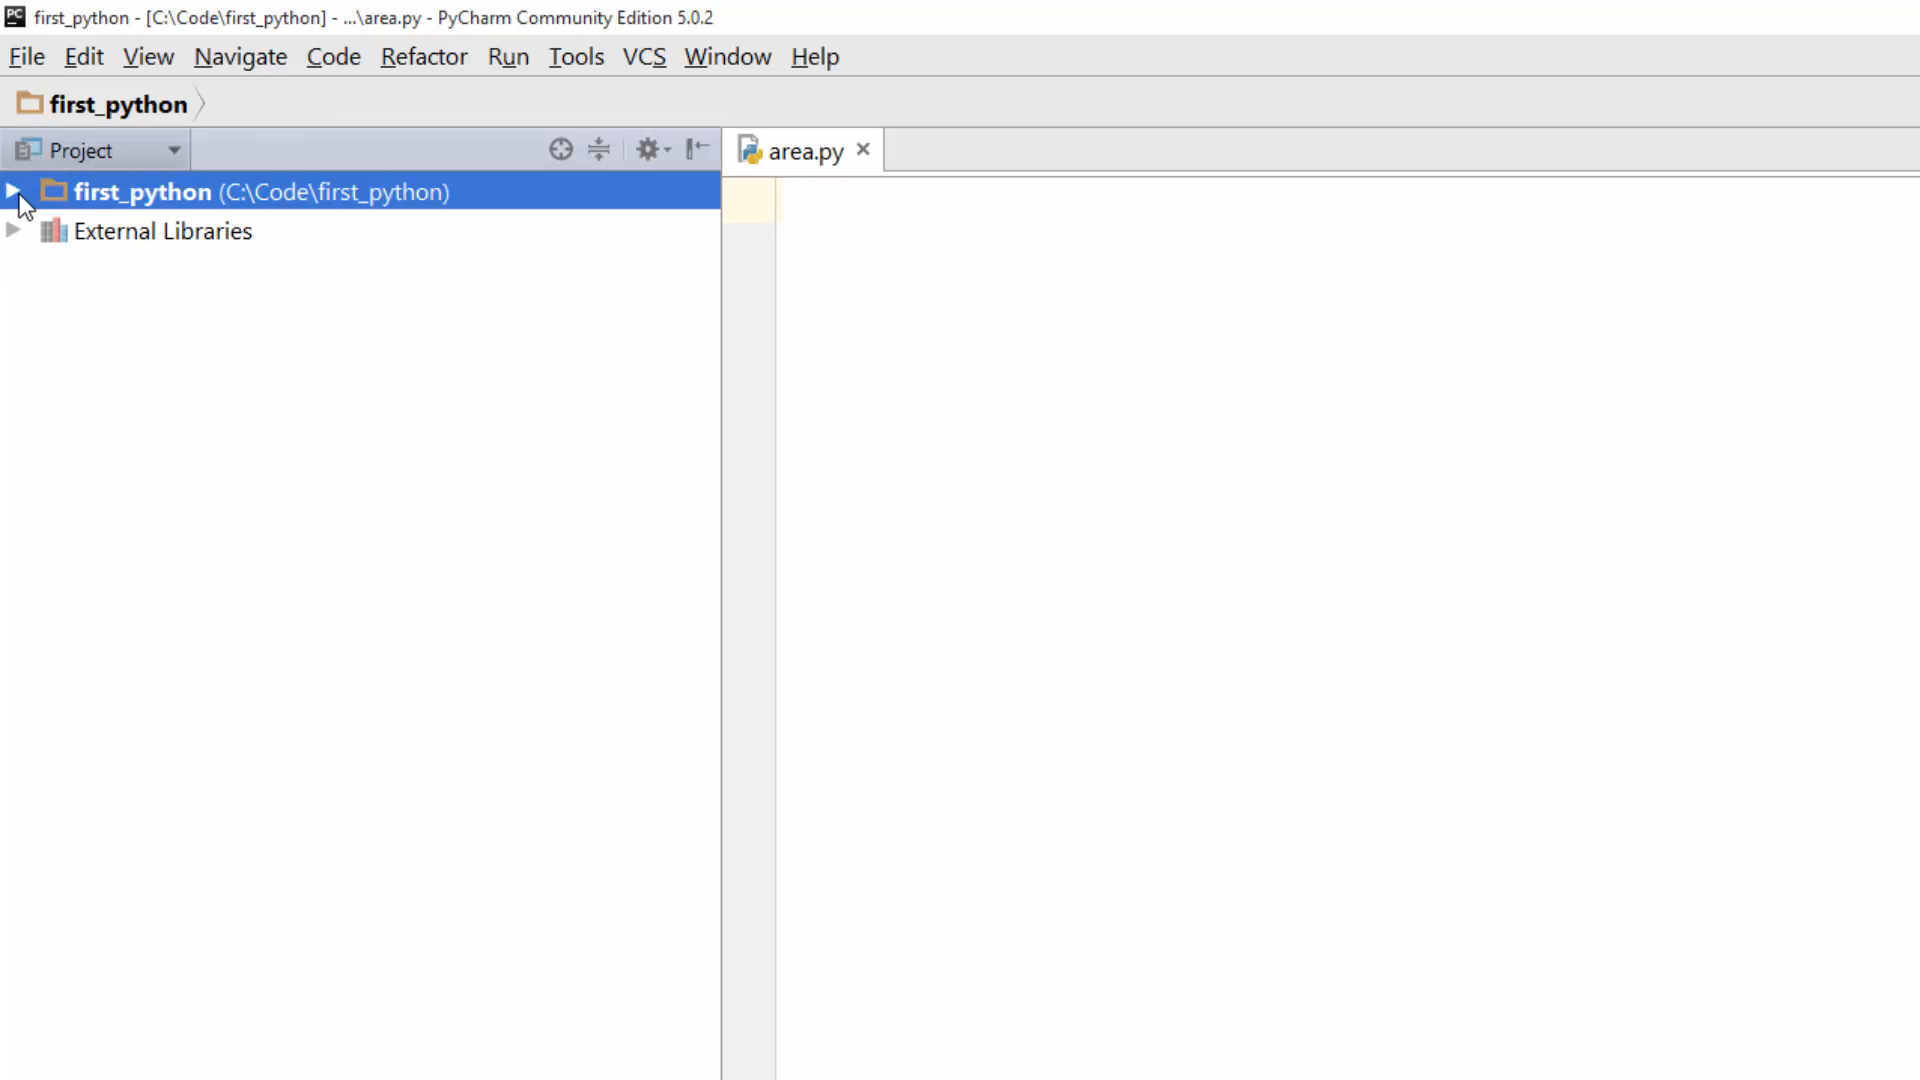 PC first_python - [C:\Code\first_python] - ...\area.py - PyCharm Community Edition 5.0.2
File Edit View Navigate Code Refactor Run Tools VCS Window Help
first_python
Project
area.py
first_python (C:\Code\first_python)
External Libraries